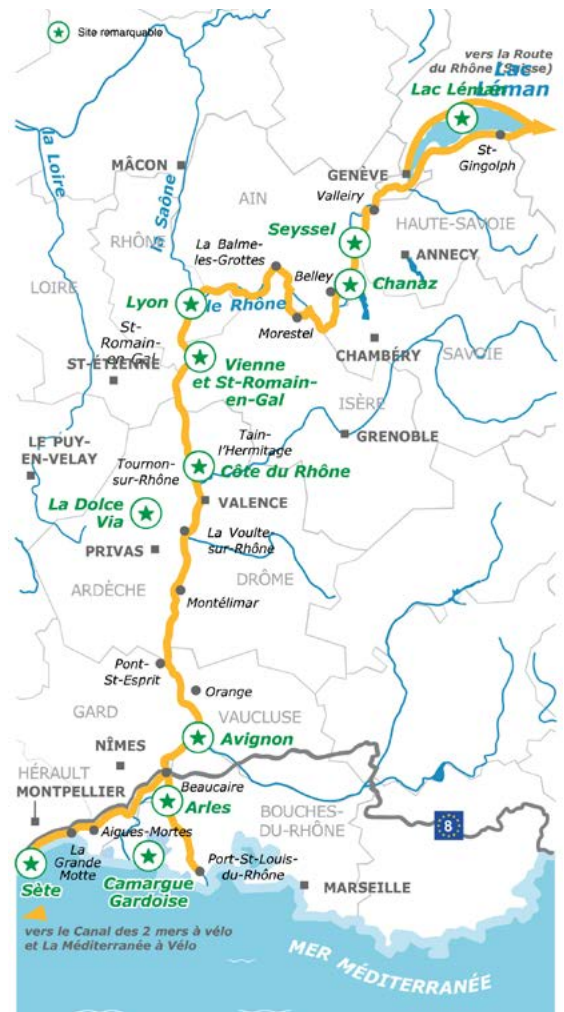 Site remarquable
vers la Route
du Rhône (Suisse)
Lac
Léman
Lac Léman
St-
Gingolph
GENÈVE
Valleiry
MÂCON
la Loire
la Saône
AIN
HAUTE-SAVOIE
RHÔNE
La Balme-
les-Grottes
Seyssel
ANNECY
Belley
Chanaz
LOIRE
Lyon
le Rhône
Morestel
St-
Romain-
en-Gal
CHAMBÉRY
SAVOIE
ST-ÉTIENNE
Vienne
et St-Romain-
en-Gal
ISÈRE
LE PUY-
EN-VELAY
Tain-
l'Hermitage
GRENOBLE
Tournon-
sur-Rhône
Côte du Rhône
La Dolce
Via
VALENCE
La Voulte-
sur-Rhône
PRIVAS
ARDÈCHE
DRÔME
Montélimar
Pont-
St-Esprit
Orange
GARD
VAUCLUSE
Avignon
NÎMES
HÉRAULT
MONTPELLIER
Beaucaire
Arles
BOUCHES-
DU-RHÔNE
8
Aigues-Mortes
La
Grande
Motte
Sète
Camargue
Gardoise
Port-St-Louis-
du-Rhône
MARSEILLE
vers le Canal des 2 mers à vélo
et La Méditerranée à Vélo
MER MÉDITERRANÉE